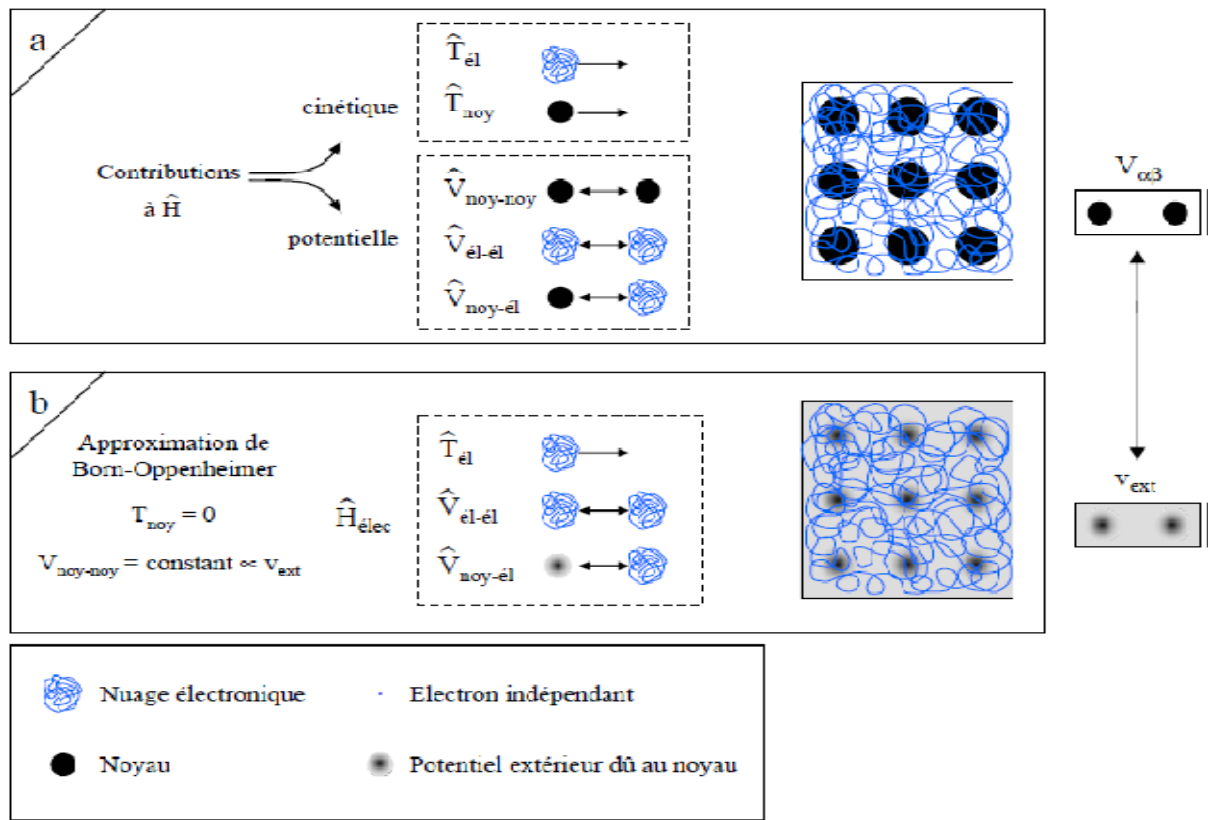 a
T̂él
T̂noy
cinétique
Contributions
à Ĥ
potentielle
V̂noy-noy
V̂él-él
V̂noy-él
Vαβ
b
Approximation de
Born-Oppenheimer
Tnoy = 0
Vnoy-noy = constant ∝ vext
Ĥélec
T̂él
V̂él-él
V̂noy-él
vext
Nuage électronique
Electron indépendant
Noyau
Potentiel extérieur dû au noyau